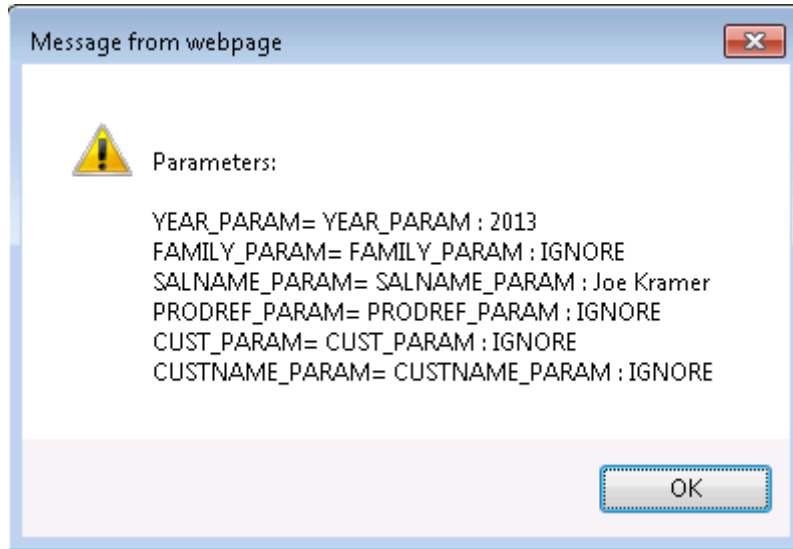 Message from webpage
Parameters:
YEAR_PARAM= YEAR_PARAM : 2013
FAMILY_PARAM= FAMILY_PARAM : IGNORE
SALNAME_PARAM= SALNAME_PARAM : Joe Kramer
PRODREF_PARAM= PRODREF_PARAM : IGNORE
CUST_PARAM= CUST_PARAM : IGNORE
CUSTNAME_PARAM= CUSTNAME_PARAM : IGNORE
OK